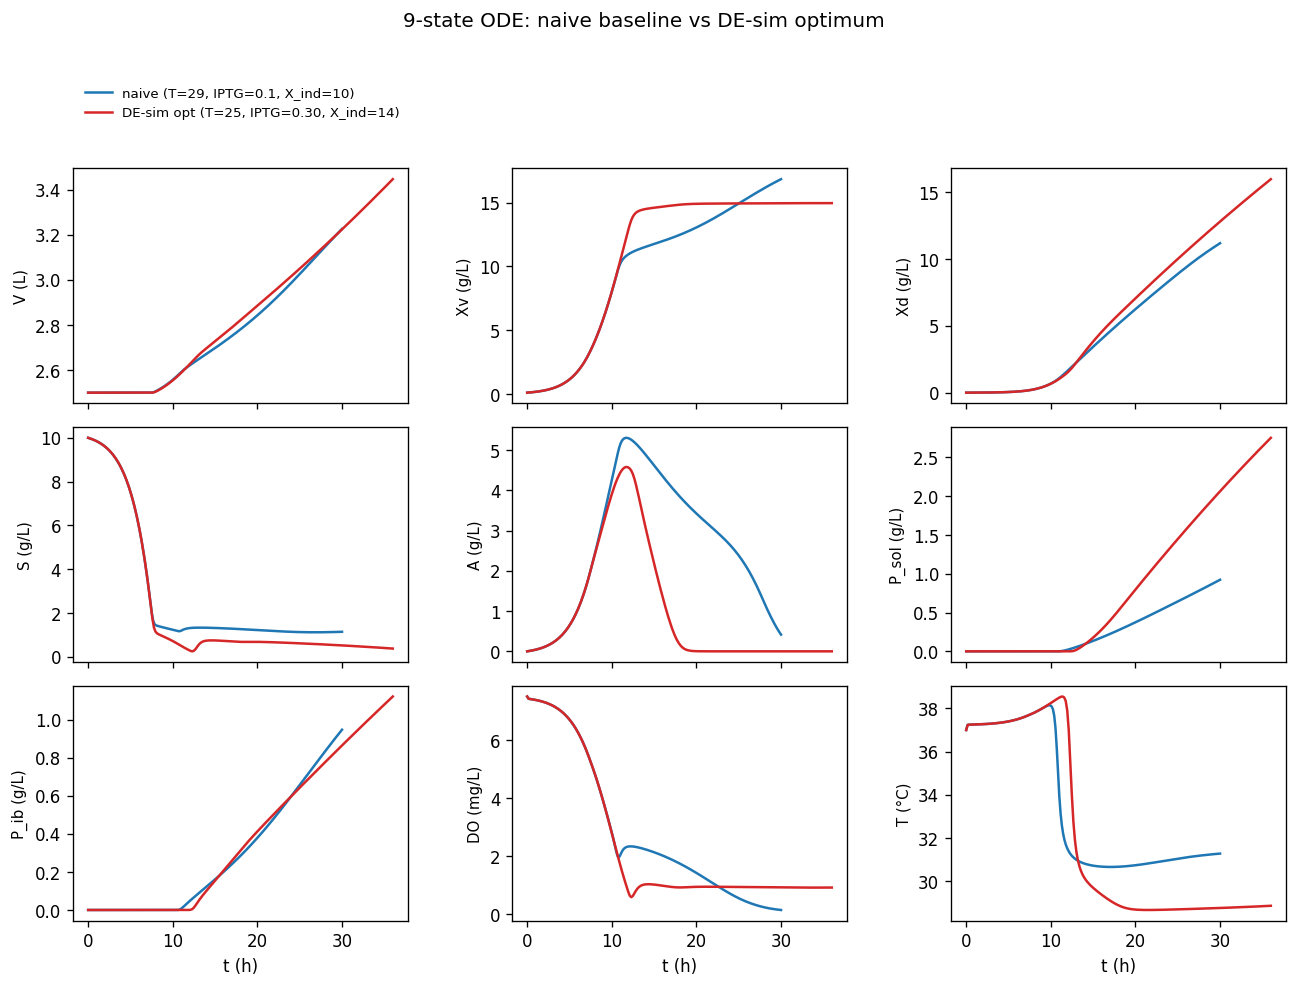 9-state ODE: naive baseline vs DE-sim optimum
naive (T=29, IPTG=0.1, X_ind=10)
DE-sim opt (T=25, IPTG=0.30, X_ind=14)
V (L)
3.4
3.2
3.0
2.8
2.6
Xv (g/L)
15
10
5
0
Xd (g/L)
15
10
5
0
S (g/L)
10
8
6
4
2
0
A (g/L)
5
4
3
2
1
0
P_sol (g/L)
2.5
2.0
1.5
1.0
0.5
0.0
P_ib (g/L)
1.0
0.8
0.6
0.4
0.2
0.0
0 10 20 30
t (h)
DO (mg/L)
6
4
2
0
0 10 20 30
t (h)
T (°C)
38
36
34
32
30
0 10 20 30
t (h)